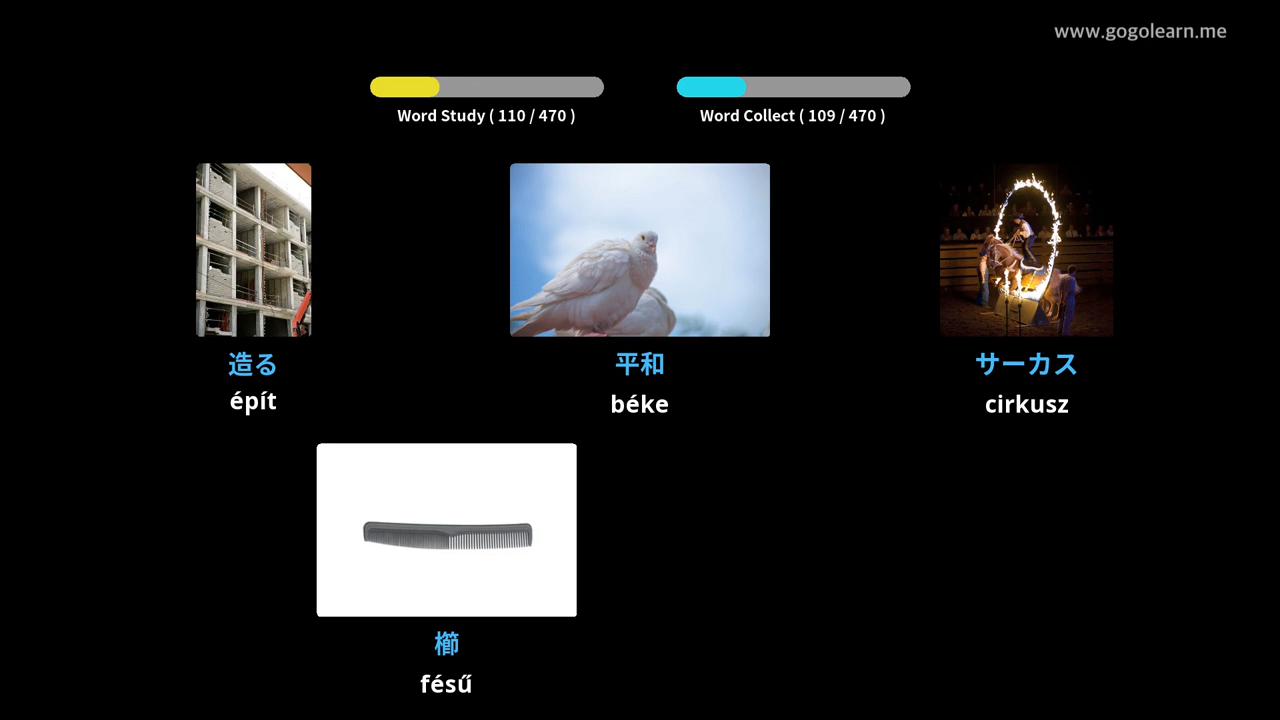 www.gogolearn.me
Word Study ( 110 / 470 )
Word Collect ( 109 / 470 )
造る
平和
サーカス
épít
béke
cirkusz
櫛
fésű